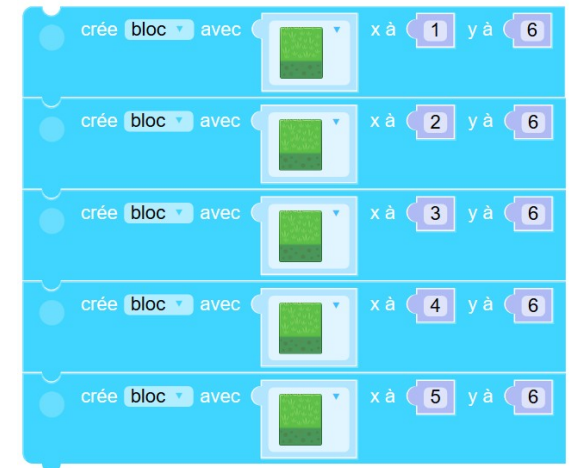 crée bloc avec x à 1 y à 6
crée bloc avec x à 2 y à 6
crée bloc avec x à 3 y à 6
crée bloc avec x à 4 y à 6
crée bloc avec x à 5 y à 6